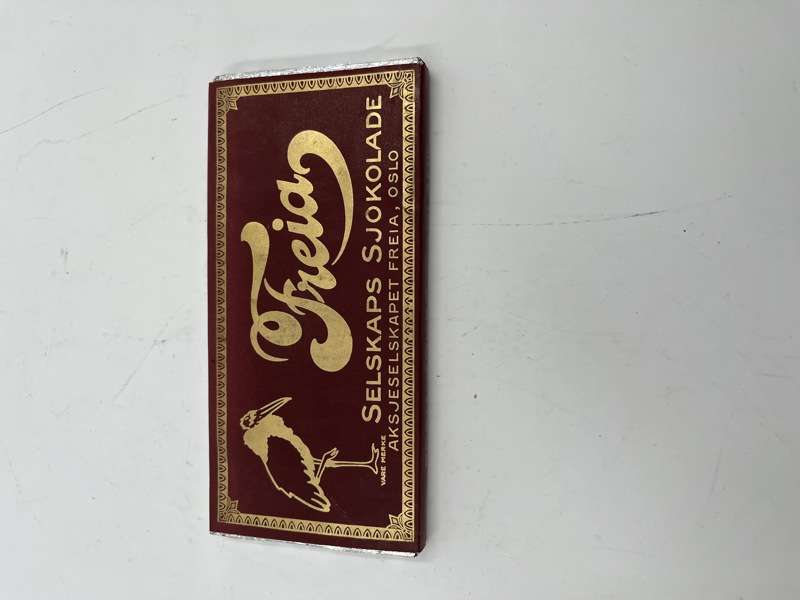 Freia
VARE MERKE
SELSKAPS SJOKOLADE
AKSJESELSKAPET FREIA, OSLO